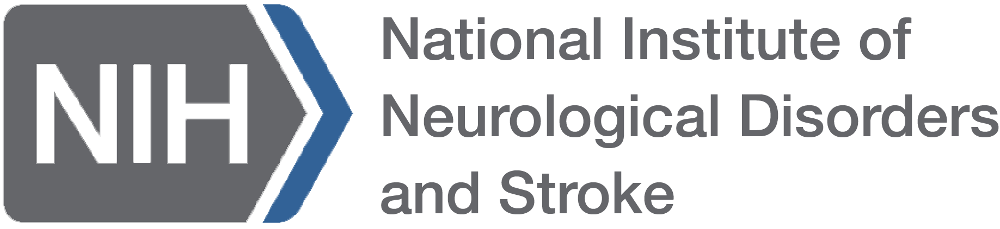 NIH
National Institute of
Neurological Disorders
and Stroke